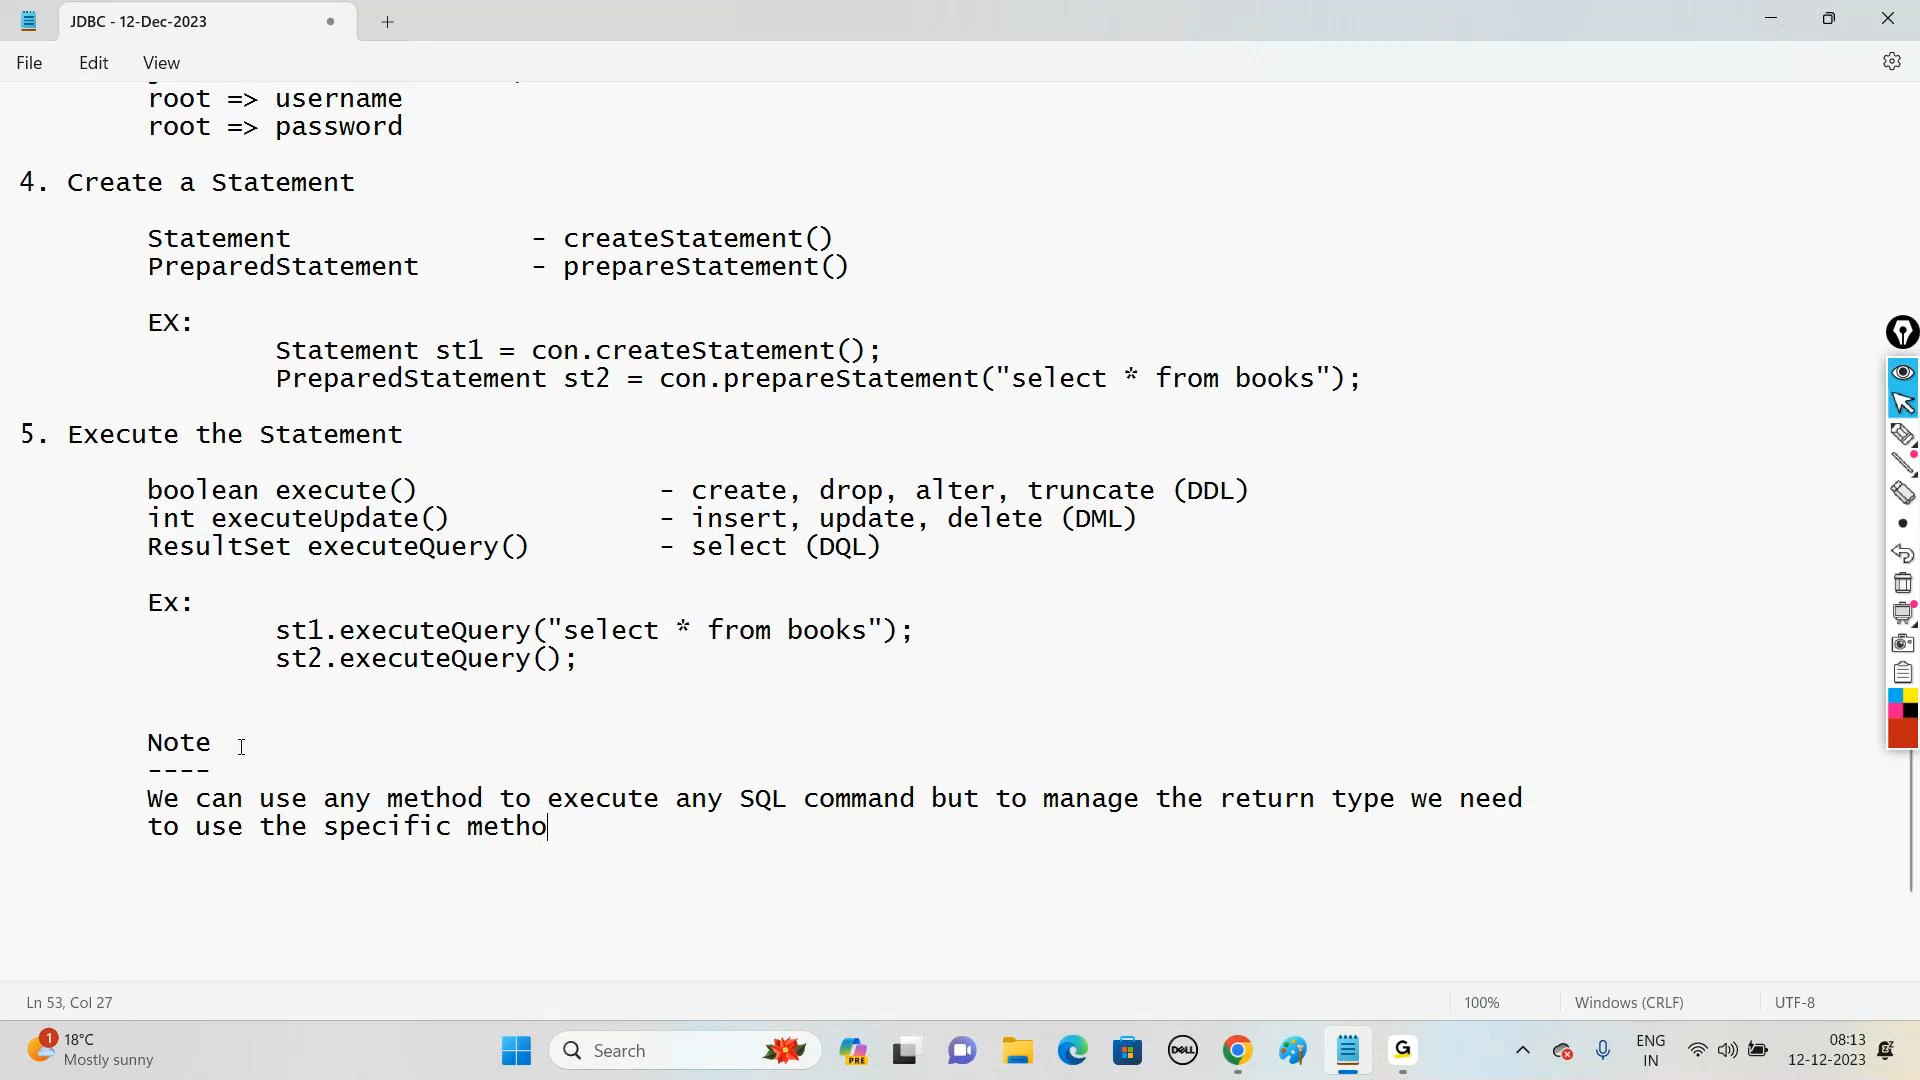 JDBC - 12-Dec-2023
File Edit View
root => username
root => password
4. Create a Statement
Statement - createStatement()
PreparedStatement - prepareStatement()
EX:
Statement st1 = con.createStatement();
PreparedStatement st2 = con.prepareStatement("select * from books");
5. Execute the Statement
boolean execute() - create, drop, alter, truncate (DDL)
int executeUpdate() - insert, update, delete (DML)
ResultSet executeQuery() - select (DQL)
Ex:
st1.executeQuery("select * from books");
st2.executeQuery();
Note
----
We can use any method to execute any SQL command but to manage the return type we need
to use the specific metho
Ln 53, Col 27 100% Windows (CRLF) UTF-8
1 18°C
Mostly sunny
Search
PRE
DELL
G
ENG
IN
08:13
12-12-2023